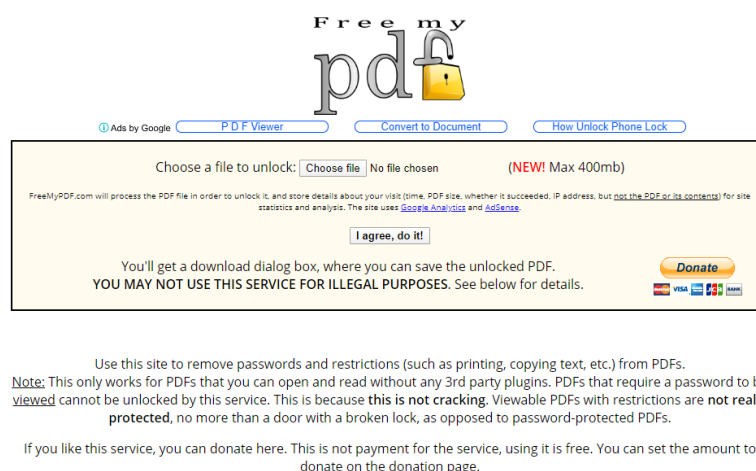 Free my
pdf
Ads by Google PDF Viewer Convert to Document How Unlock Phone Lock
Choose a file to unlock: Choose file No file chosen (NEW! Max 400mb)
FreeMyPDF.com will process the PDF file in order to unlock it, and store details about your visit (time, PDF size, whether it succeeded, IP address, but not the PDF or its contents) for site
statistics and analysis. The site uses Google Analytics and AdSense.
I agree, do it!
You'll get a download dialog box, where you can save the unlocked PDF.
YOU MAY NOT USE THIS SERVICE FOR ILLEGAL PURPOSES. See below for details.
Donate
VISA JCB BANK
Use this site to remove passwords and restrictions (such as printing, copying text, etc.) from PDFs.
Note: This only works for PDFs that you can open and read without any 3rd party plugins. PDFs that require a password to b
viewed cannot be unlocked by this service. This is because this is not cracking. Viewable PDFs with restrictions are not real
protected, no more than a door with a broken lock, as opposed to password-protected PDFs.
If you like this service, you can donate here. This is not payment for the service, using it is free. You can set the amount to
donate on the donation page.